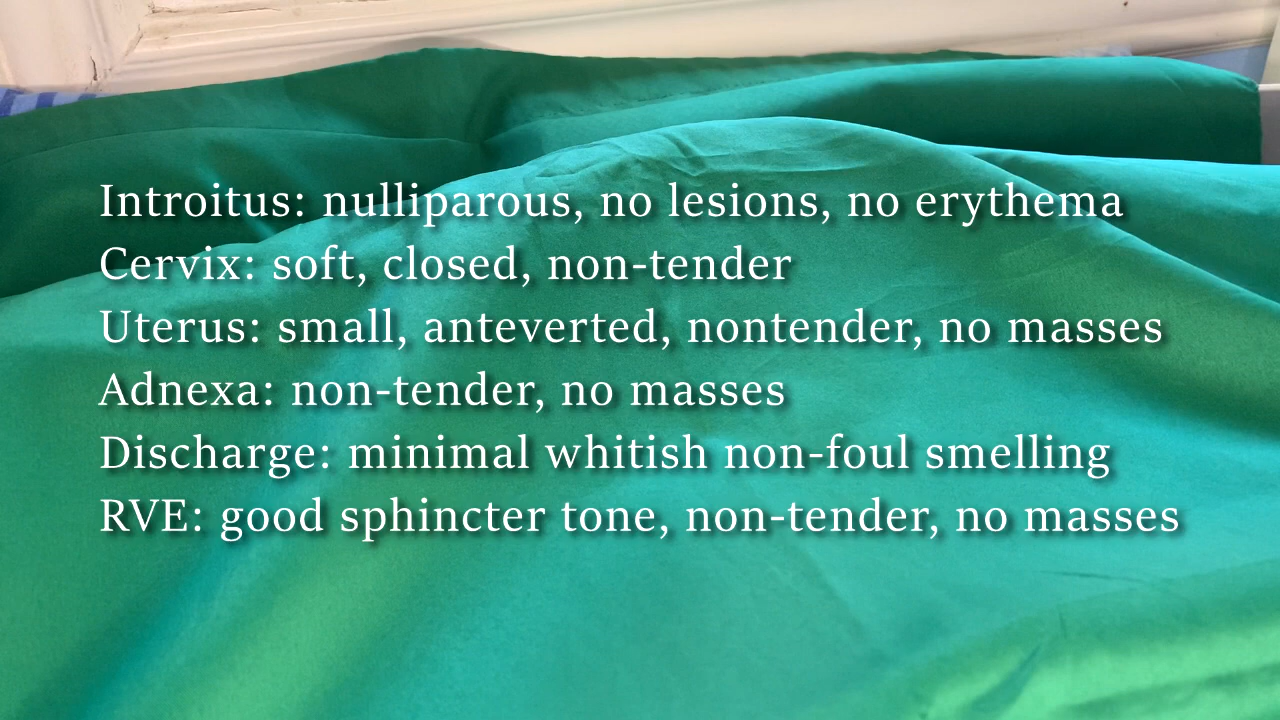 Introitus: nulliparous, no lesions, no erythema
Cervix: soft, closed, non-tender
Uterus: small, anteverted, nontender, no masses
Adnexa: non-tender, no masses
Discharge: minimal whitish non-foul smelling
RVE: good sphincter tone, non-tender, no masses